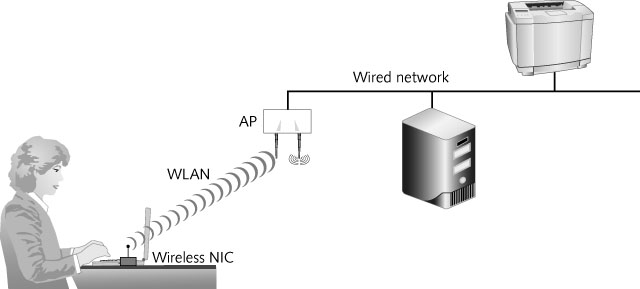 Wired network
AP
WLAN
Wireless NIC